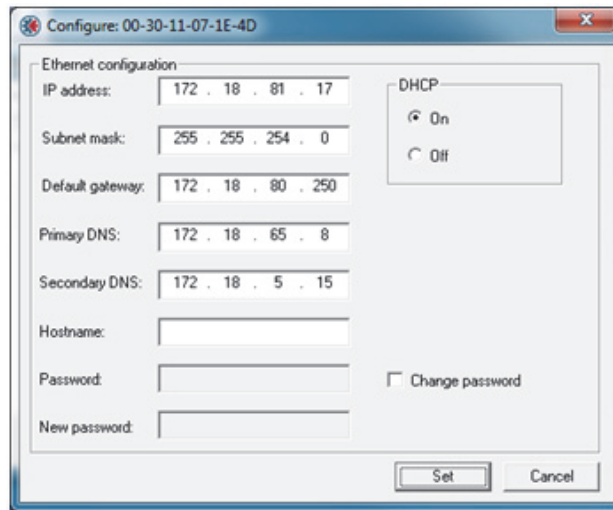 Configure: 00-30-11-07-1E-4D
Ethernet configuration
IP address: 172 . 18 . 81 . 17
DHCP
On
Subnet mask: 255 . 255 . 254 . 0
Off
Default gateway: 172 . 18 . 80 . 250
Primary DNS: 172 . 18 . 65 . 8
Secondary DNS: 172 . 18 . 5 . 15
Hostname:
Password:
Change password
New password:
Set Cancel